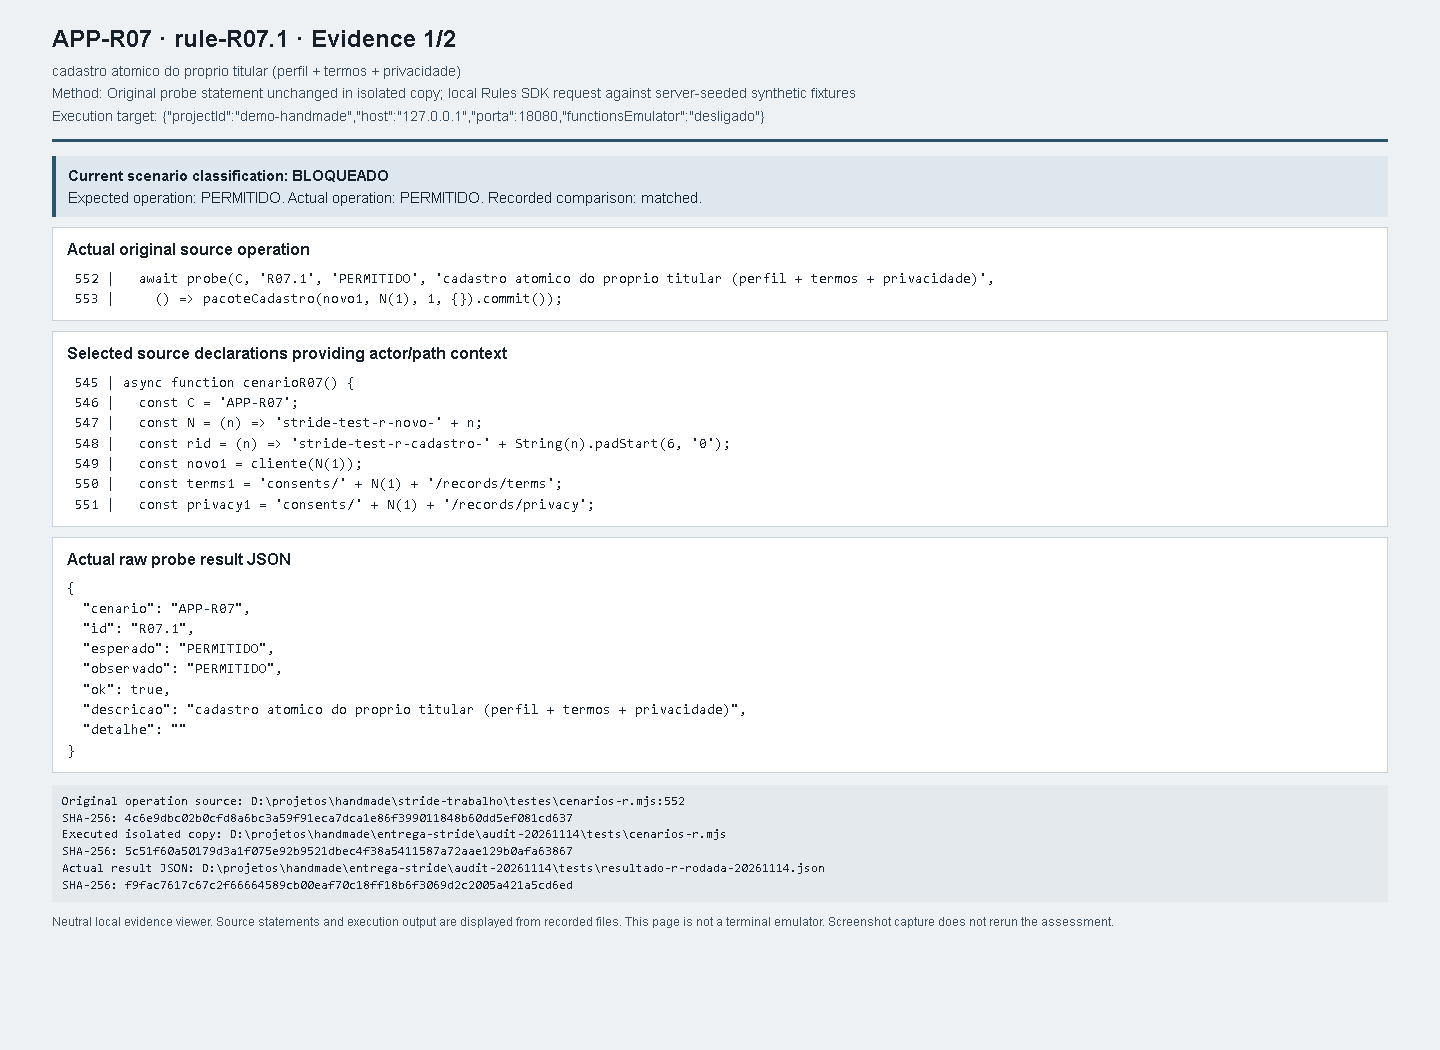 APP-R07 · rule-R07.1 · Evidence 1/2
cadastro atomico do proprio titular (perfil + termos + privacidade)
Method: Original probe statement unchanged in isolated copy; local Rules SDK request against server-seeded synthetic fixtures
Execution target: {"projectId":"demo-handmade","host":"127.0.0.1","porta":18080,"functionsEmulator":"desligado"}
Current scenario classification: BLOQUEADO
Expected operation: PERMITIDO. Actual operation: PERMITIDO. Recorded comparison: matched.
Actual original source operation
552 |   await probe(C, 'R07.1', 'PERMITIDO', 'cadastro atomico do proprio titular (perfil + termos + privacidade)',
553 |     () => pacoteCadastro(novo1, N(1), 1, {}).commit());
Selected source declarations providing actor/path context
545 | async function cenarioR07() {
546 |   const C = 'APP-R07';
547 |   const N = (n) => 'stride-test-r-novo-' + n;
548 |   const rid = (n) => 'stride-test-r-cadastro-' + String(n).padStart(6, '0');
549 |   const novo1 = cliente(N(1));
550 |   const terms1 = 'consents/' + N(1) + '/records/terms';
551 |   const privacy1 = 'consents/' + N(1) + '/records/privacy';
Actual raw probe result JSON
{
  "cenario": "APP-R07",
  "id": "R07.1",
  "esperado": "PERMITIDO",
  "observado": "PERMITIDO",
  "ok": true,
  "descricao": "cadastro atomico do proprio titular (perfil + termos + privacidade)",
  "detalhe": ""
}
Original operation source: D:\projetos\handmade\stride-trabalho\testes\cenarios-r.mjs:552
SHA-256: 4c6e9dbc02b0cfd8a6bc3a59f91eca7dca1e86f399011848b60dd5ef081cd637
Executed isolated copy: D:\projetos\handmade\entrega-stride\audit-20261114\tests\cenarios-r.mjs
SHA-256: 5c51f60a50179d3a1f075e92b9521dbec4f38a5411587a72aae129b0afa63867
Actual result JSON: D:\projetos\handmade\entrega-stride\audit-20261114\tests\resultado-r-rodada-20261114.json
SHA-256: f9fac7617c67c2f66664589cb00eaf70c18ff18b6f3069d2c2005a421a5cd6ed
Neutral local evidence viewer. Source statements and execution output are displayed from recorded files. This page is not a terminal emulator. Screenshot capture does not rerun the assessment.